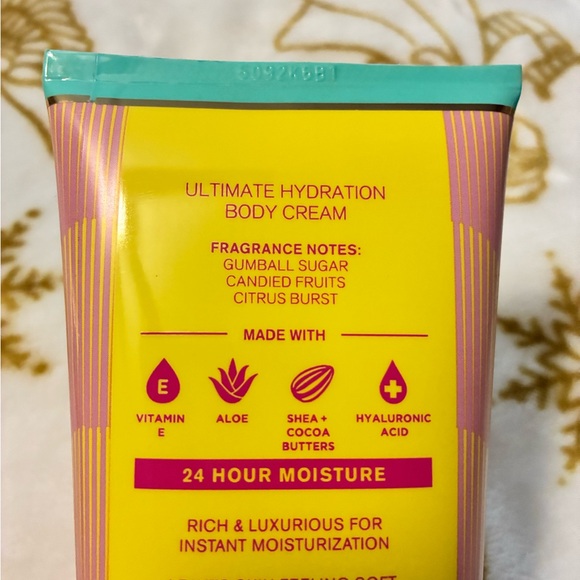 ULTIMATE HYDRATION
BODY CREAM
FRAGRANCE NOTES:
GUMBALL SUGAR
CANDIED FRUITS
CITRUS BURST
MADE WITH
E
VITAMIN
E
ALOE
SHEA +
COCOA
BUTTERS
HYALURONIC
ACID
24 HOUR MOISTURE
RICH & LUXURIOUS FOR
INSTANT MOISTURIZATION